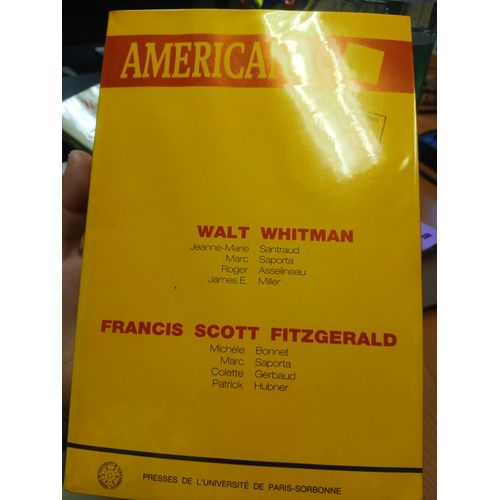 AMERICA
WALT WHITMAN
Jeanne-Marie Santraud
Marc Saporta
Roger Asselineau
James E. Miller
FRANCIS SCOTT FITZGERALD
Michèle Bonnet
Marc Saporta
Colette Gerbaud
Patrick Hubner
PRESSES DE L'UNIVERSITÉ DE PARIS-SORBONNE